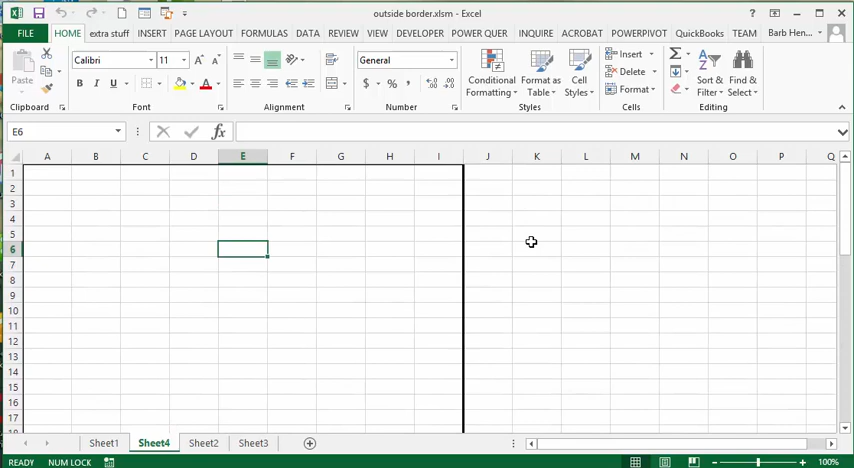 outside border.xlsm - Excel
FILE HOME extra stuff INSERT PAGE LAYOUT FORMULAS DATA REVIEW VIEW DEVELOPER POWER QUER INQUIRE ACROBAT POWERPIVOT QuickBooks TEAM Barb Hen...
Paste
Calibri 11
B I U A
General
$ % ,
Conditional Formatting
Format as Table
Cell Styles
Insert
Delete
Format
Sort & Filter
Find & Select
Clipboard Font Alignment Number Styles Cells Editing
E6 fx
A B C D E F G H I J K L M N O P Q
1
2
3
4
5
6
7
8
9
10
11
12
13
14
15
16
17
Sheet1 Sheet4 Sheet2 Sheet3
READY NUM LOCK 100%